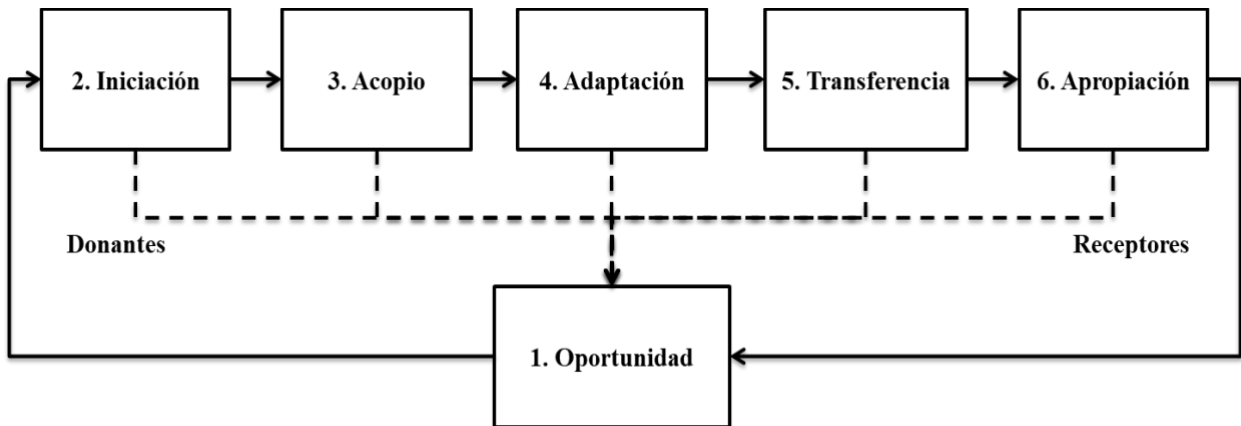 2. Iniciación
3. Acopio
4. Adaptación
5. Transferencia
6. Apropiación
Donantes
Receptores
1. Oportunidad